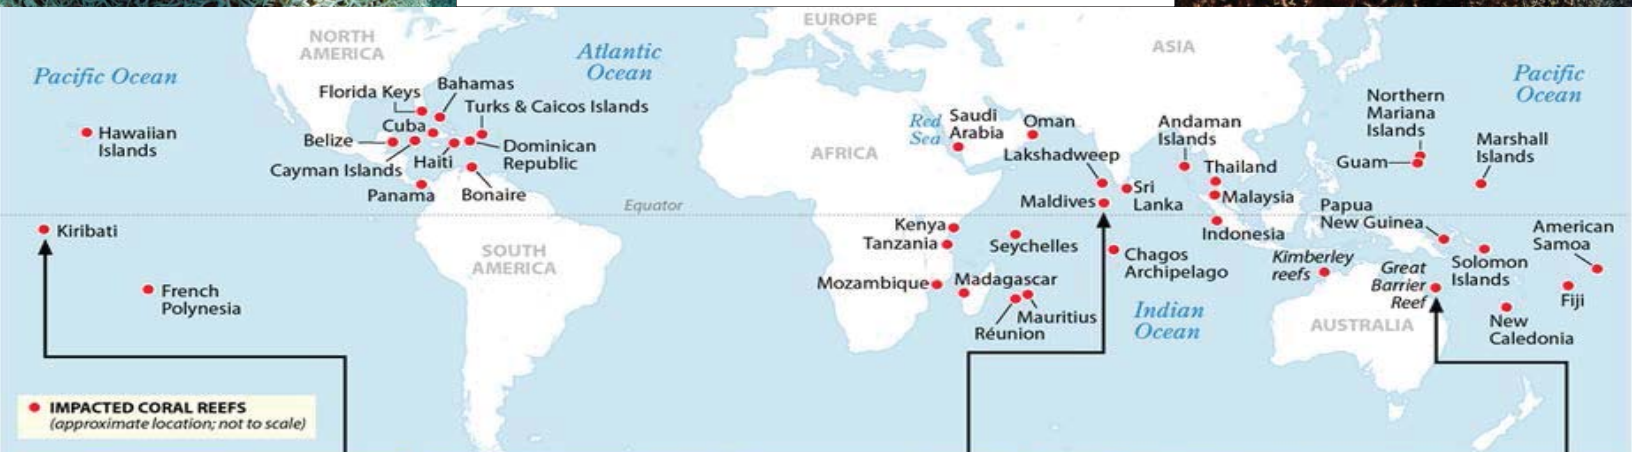 EUROPE
NORTH
AMERICA
ASIA
Atlantic
Ocean
Pacific Ocean
Pacific
Ocean
Bahamas
Florida Keys
Turks & Caicos Islands
Cuba
Hawaiian
Islands
Belize
Dominican
Republic
Haiti
Cayman Islands
Panama
Bonaire
Red
Sea
Saudi
Arabia
Oman
AFRICA
Lakshadweep
Andaman
Islands
Thailand
Malaysia
Sri
Lanka
Maldives
Northern
Mariana
Islands
Guam
Marshall
Islands
Equator
Kiribati
French
Polynesia
SOUTH
AMERICA
Kenya
Tanzania
Seychelles
Mozambique
Madagascar
Mauritius
Réunion
Chagos
Archipelago
Indian
Ocean
Indonesia
Papua
New Guinea
American
Samoa
Kimberley
reefs
Great
Barrier
Reef
Solomon
Islands
Fiji
AUSTRALIA
New
Caledonia
IMPACTED CORAL REEFS
(approximate location; not to scale)